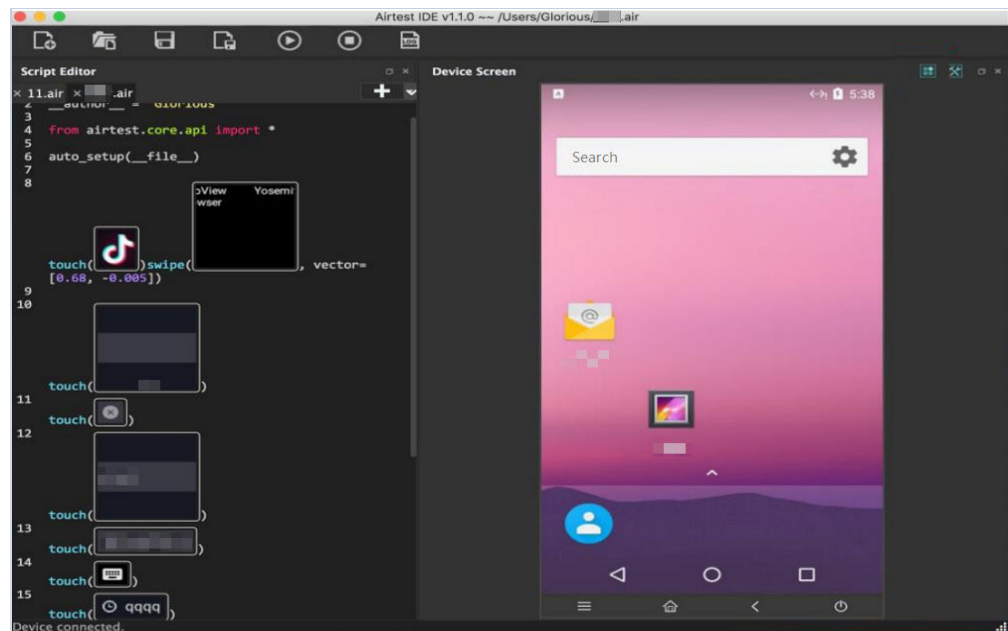 Airtest IDE v1.1.0 ~~ /Users/Glorious/ .air
LOG
Script Editor
11.air
.air
2 __author__ = "Glorious"
3
4 from airtest.core.api import *
5
6 auto_setup(__file__)
7
8
oView Yosemi
wser
touch( )swipe( , vector=
[0.68, -0.005])
9
10
touch( )
11
touch( )
12
touch( )
13
touch( )
14
touch( )
15
touch( qqqq )
Device connected.
Device Screen
5:38
Search
@